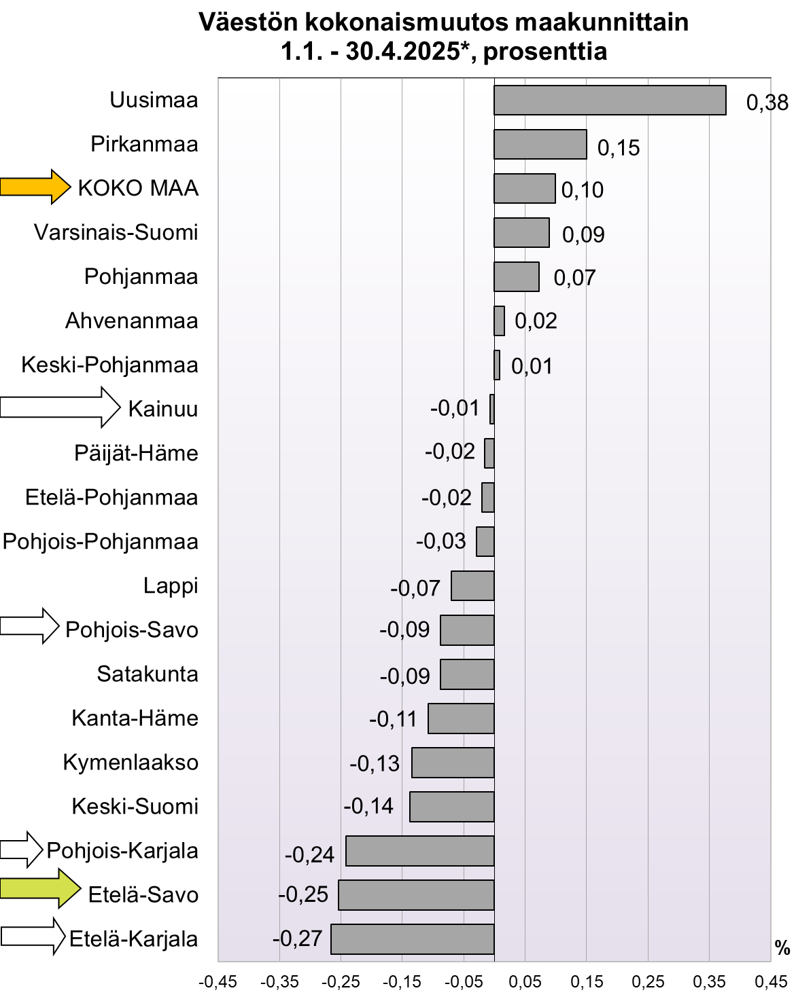 Väestön kokonaismuutos maakunnittain
1.1. - 30.4.2025*, prosenttia
Uusimaa 0,38
Pirkanmaa 0,15
KOKO MAA 0,10
Varsinais-Suomi 0,09
Pohjanmaa 0,07
Ahvenanmaa 0,02
Keski-Pohjanmaa 0,01
Kainuu -0,01
Päijät-Häme -0,02
Etelä-Pohjanmaa -0,02
Pohjois-Pohjanmaa -0,03
Lappi -0,07
Pohjois-Savo -0,09
Satakunta -0,09
Kanta-Häme -0,11
Kymenlaakso -0,13
Keski-Suomi -0,14
Pohjois-Karjala -0,24
Etelä-Savo -0,25
Etelä-Karjala -0,27
%
-0,45 -0,35 -0,25 -0,15 -0,05 0,05 0,15 0,25 0,35 0,45